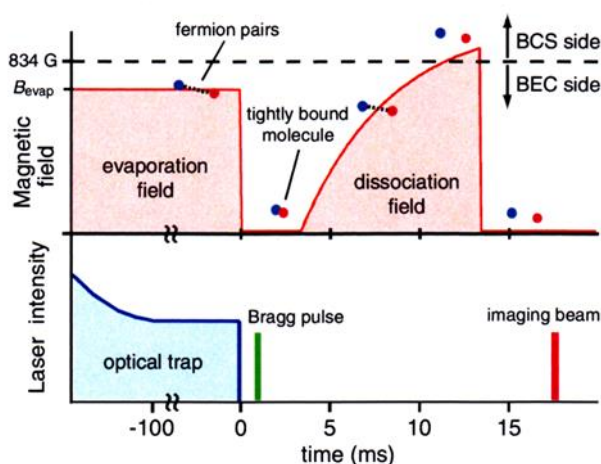 fermion pairs
BCS side
834 G
BEC side
Bevap
tightly bound
molecule
Magnetic
field
evaporation
field
dissociation
field
Laser intensity
Bragg pulse
imaging beam
optical trap
-100 0 5 10 15
time (ms)